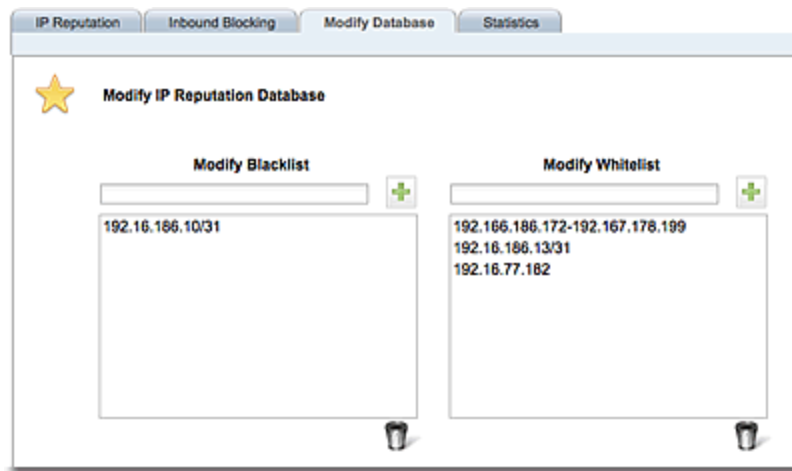 IP Reputation
Inbound Blocking
Modify Database
Statistics
Modify IP Reputation Database
Modify Blacklist
192.16.186.10/31
Modify Whitelist
192.166.186.172-192.167.178.199
192.16.186.13/31
192.16.77.182